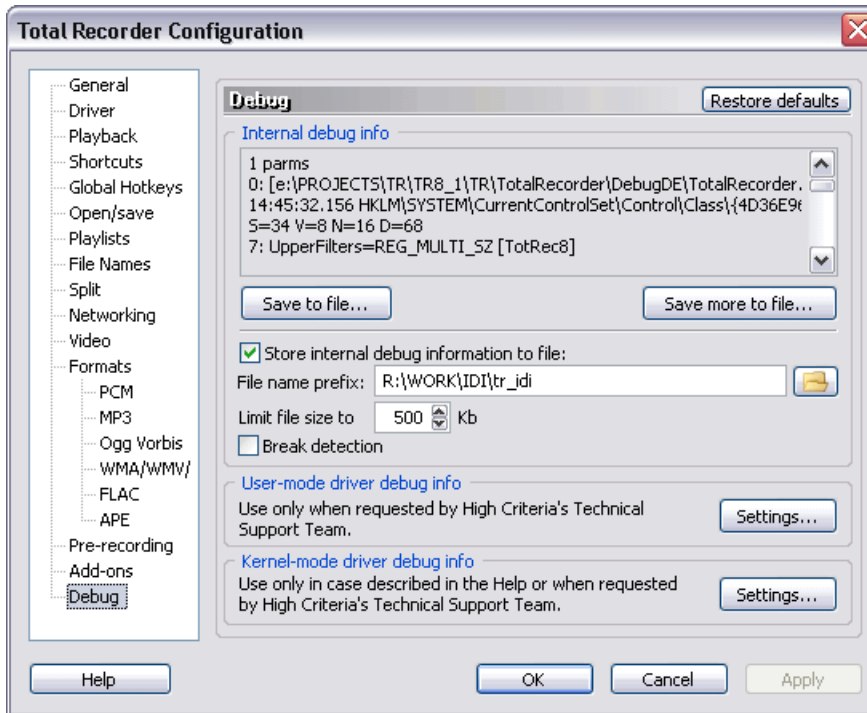 Total Recorder Configuration
General
Driver
Playback
Shortcuts
Global Hotkeys
Open/save
Playlists
File Names
Split
Networking
Video
Formats
PCM
MP3
Ogg Vorbis
WMA/WMV/
FLAC
APE
Pre-recording
Add-ons
Debug
Debug
Restore defaults
Internal debug info
1 parms
0: [e:\PROJECTS\TR\TR8_1\TR\TotalRecorder\DebugDE\TotalRecorder.
14:45:32.156 HKLM\SYSTEM\CurrentControlSet\Control\Class\{4D36E96
S=34 V=8 N=16 D=68
7: UpperFilters=REG_MULTI_SZ [TotRec8]
Save to file...
Save more to file...
Store internal debug information to file:
File name prefix: R:\WORK\IDI\tr_idi
Limit file size to 500 Kb
Break detection
User-mode driver debug info
Use only when requested by High Criteria's Technical
Support Team.
Settings...
Kernel-mode driver debug info
Use only in case described in the Help or when requested
by High Criteria's Technical Support Team.
Settings...
Help
OK
Cancel
Apply